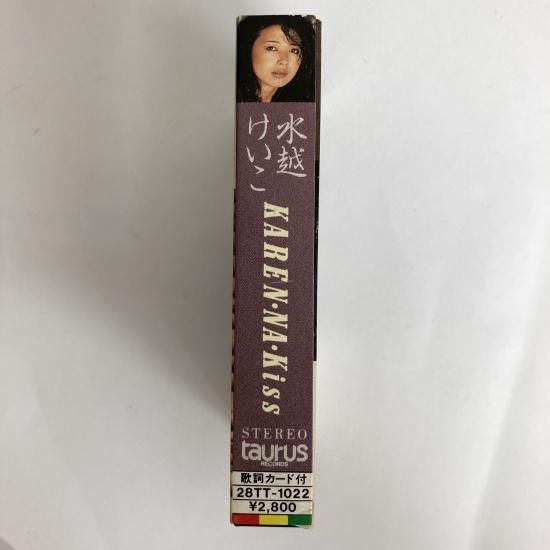 水越
けいこ
KAREN・NA・Kiss
STEREO
taurus
RECORDS
歌詞カード付
28TT-1022
¥2,800